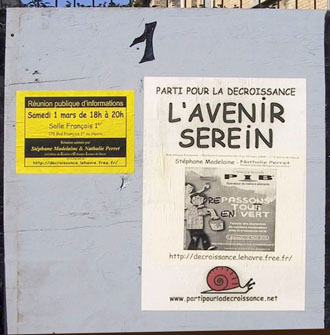 1
Réunion publique d'informations
Samedi 1 mars de 18h à 20h
Salle François 1er
Stéphane Madelaine & Nathalie Perret
http://decroissance.lehavre.free.fr/
PARTI POUR LA DECROISSANCE
L'AVENIR
SEREIN
Stéphane Madelaine - Nathalie Perret
REPASSONS
TOUT
EN VERT
http://decroissance.lehavre.free.fr/
www.partipourladecroissance.net